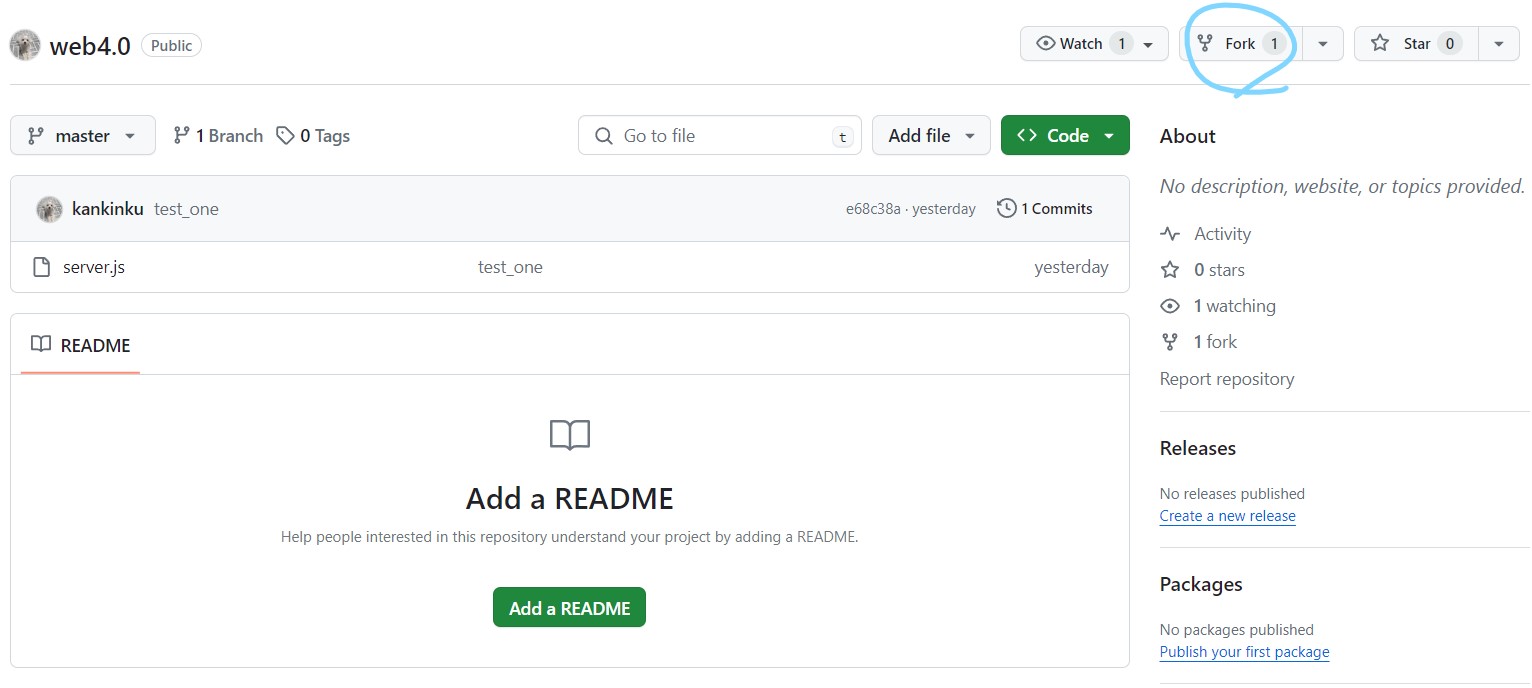 web4.0 Public Watch 1 Fork 1 Star 0
master 1 Branch 0 Tags Go to file t Add file Code
kankinku test_one e68c38a · yesterday 1 Commits
server.js test_one yesterday
README
Add a README
Help people interested in this repository understand your project by adding a README.
Add a README
About
No description, website, or topics provided.
Activity
0 stars
1 watching
1 fork
Report repository
Releases
No releases published
Create a new release
Packages
No packages published
Publish your first package